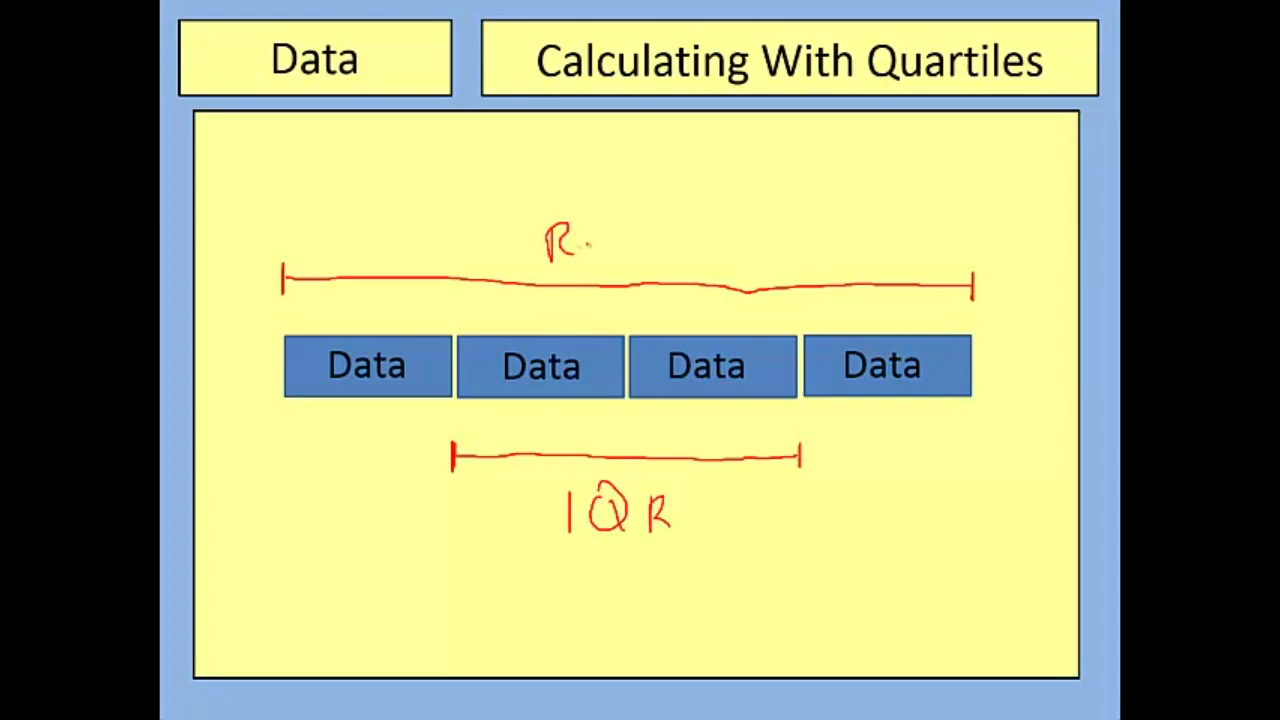 Data
Calculating With Quartiles
R
Data Data Data Data
IQR